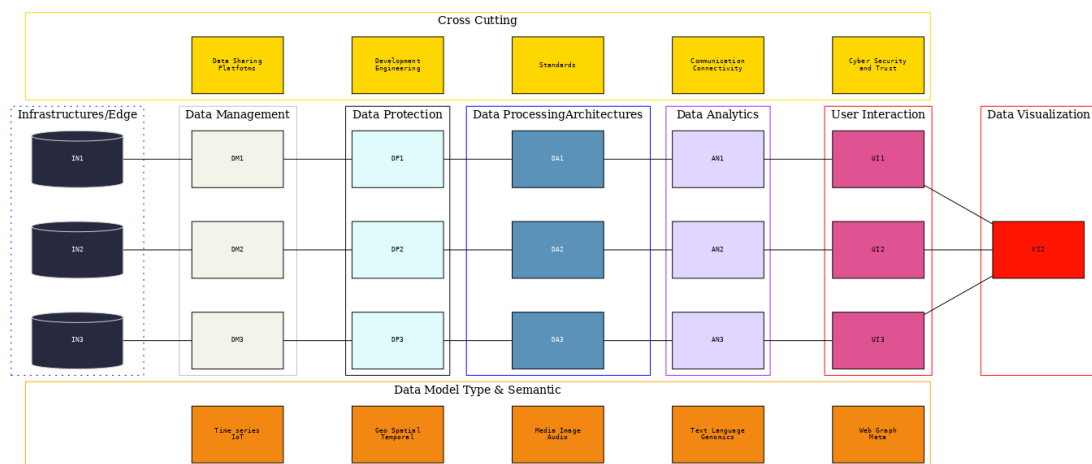 Cross Cutting
Data Sharing
Platfotms
Development
Engineering
Standards
Communication
Connectivity
Cyber Security
and Trust
Infrastructures/Edge
Data Management
Data Protection
Data ProcessingArchitectures
Data Analytics
User Interaction
Data Visualization
IN1
DM1
DP1
DA1
AN1
UI1
IN2
DM2
DP2
DA2
AN2
UI2
VI2
IN3
DM3
DP3
DA3
AN3
UI3
Data Model Type & Semantic
Time series
IoT
Geo Spatial
Temporal
Media Image
Audio
Text Language
Genomics
Web Graph
Meta